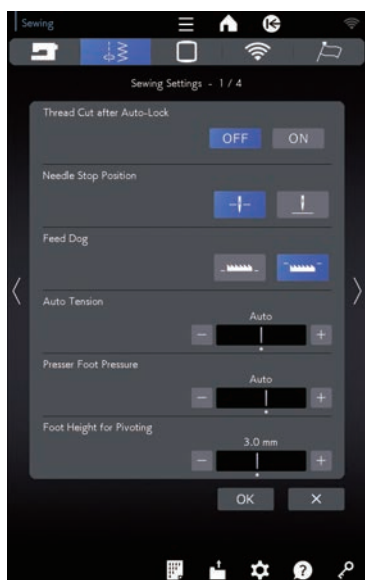 Sewing
Sewing Settings - 1 / 4
Thread Cut after Auto-Lock
OFF ON
Needle Stop Position
Feed Dog
Auto Tension
Auto
Presser Foot Pressure
Auto
Foot Height for Pivoting
3.0 mm
OK